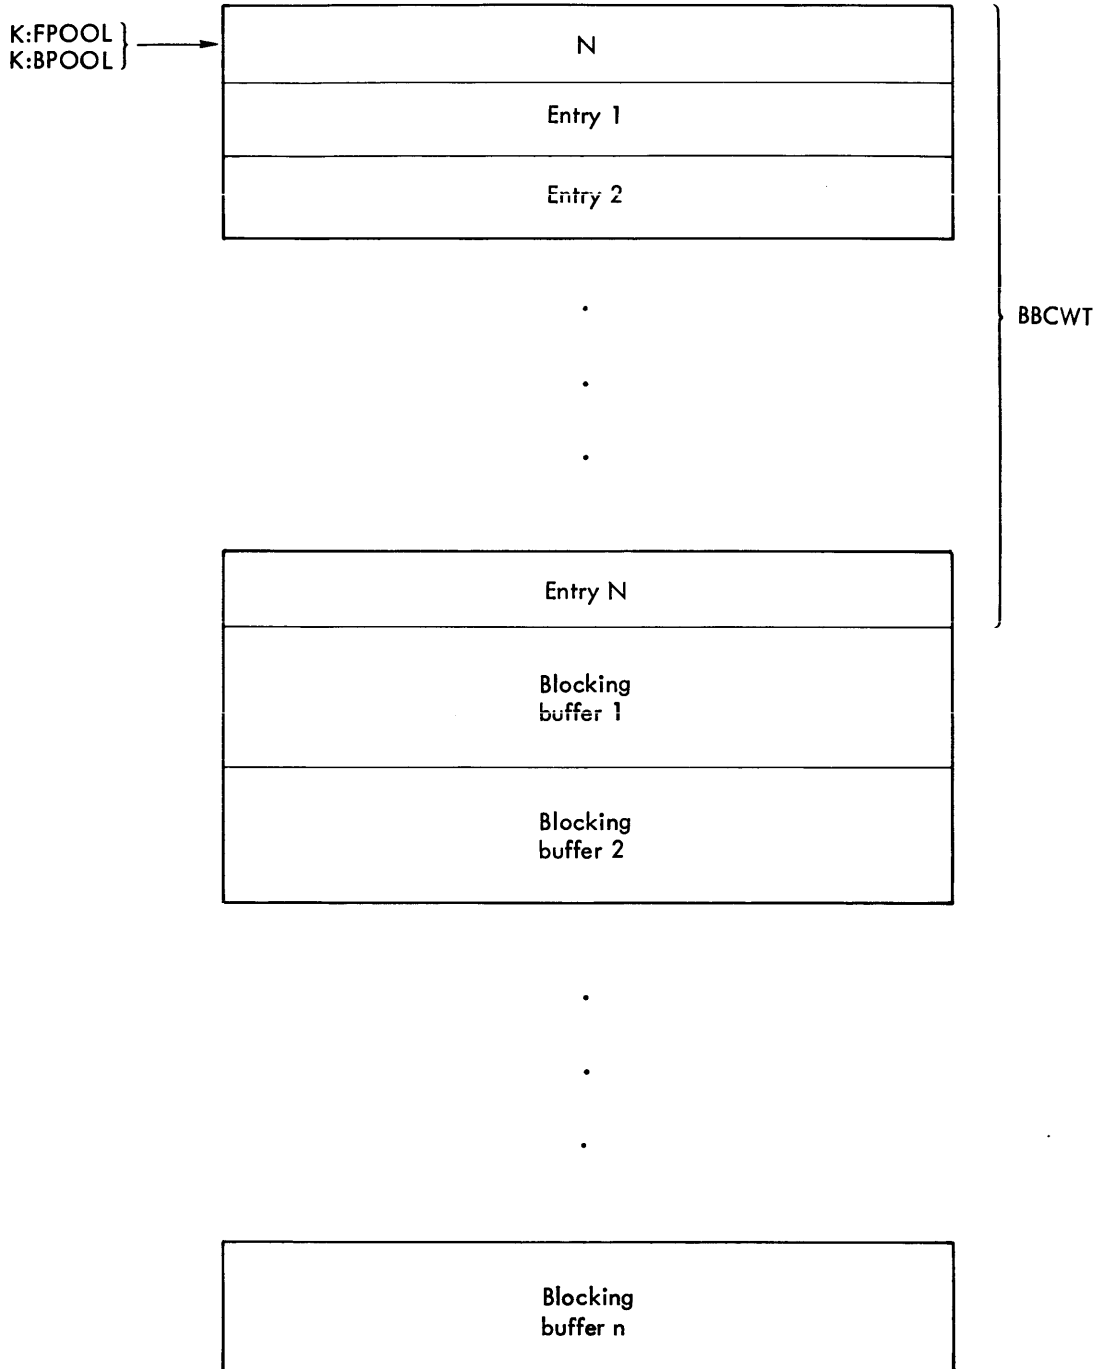 K:FPOOL
K:BPOOL
N
Entry 1
Entry 2
BBCWT
Entry N
Blocking
buffer 1
Blocking
buffer 2
Blocking
buffer n